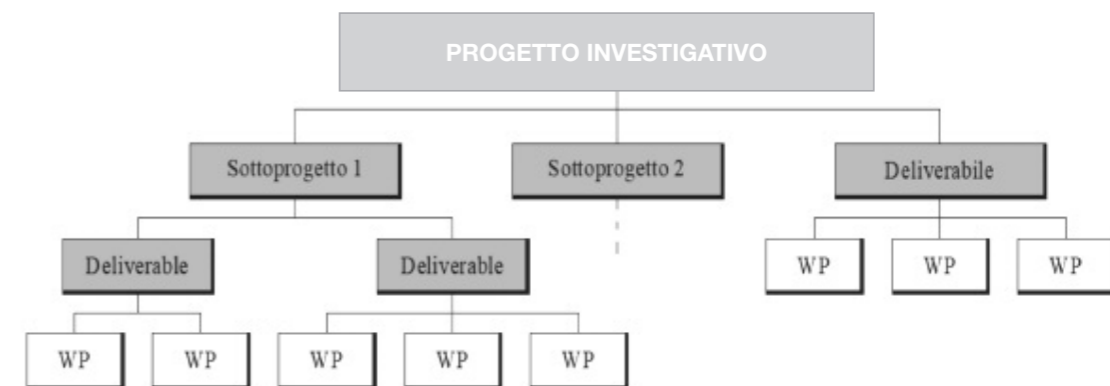 PROGETTO INVESTIGATIVO
Sottoprogetto 1
Sottoprogetto 2
Deliverabile
Deliverable
Deliverable
WP
WP
WP
WP
WP
WP
WP
WP